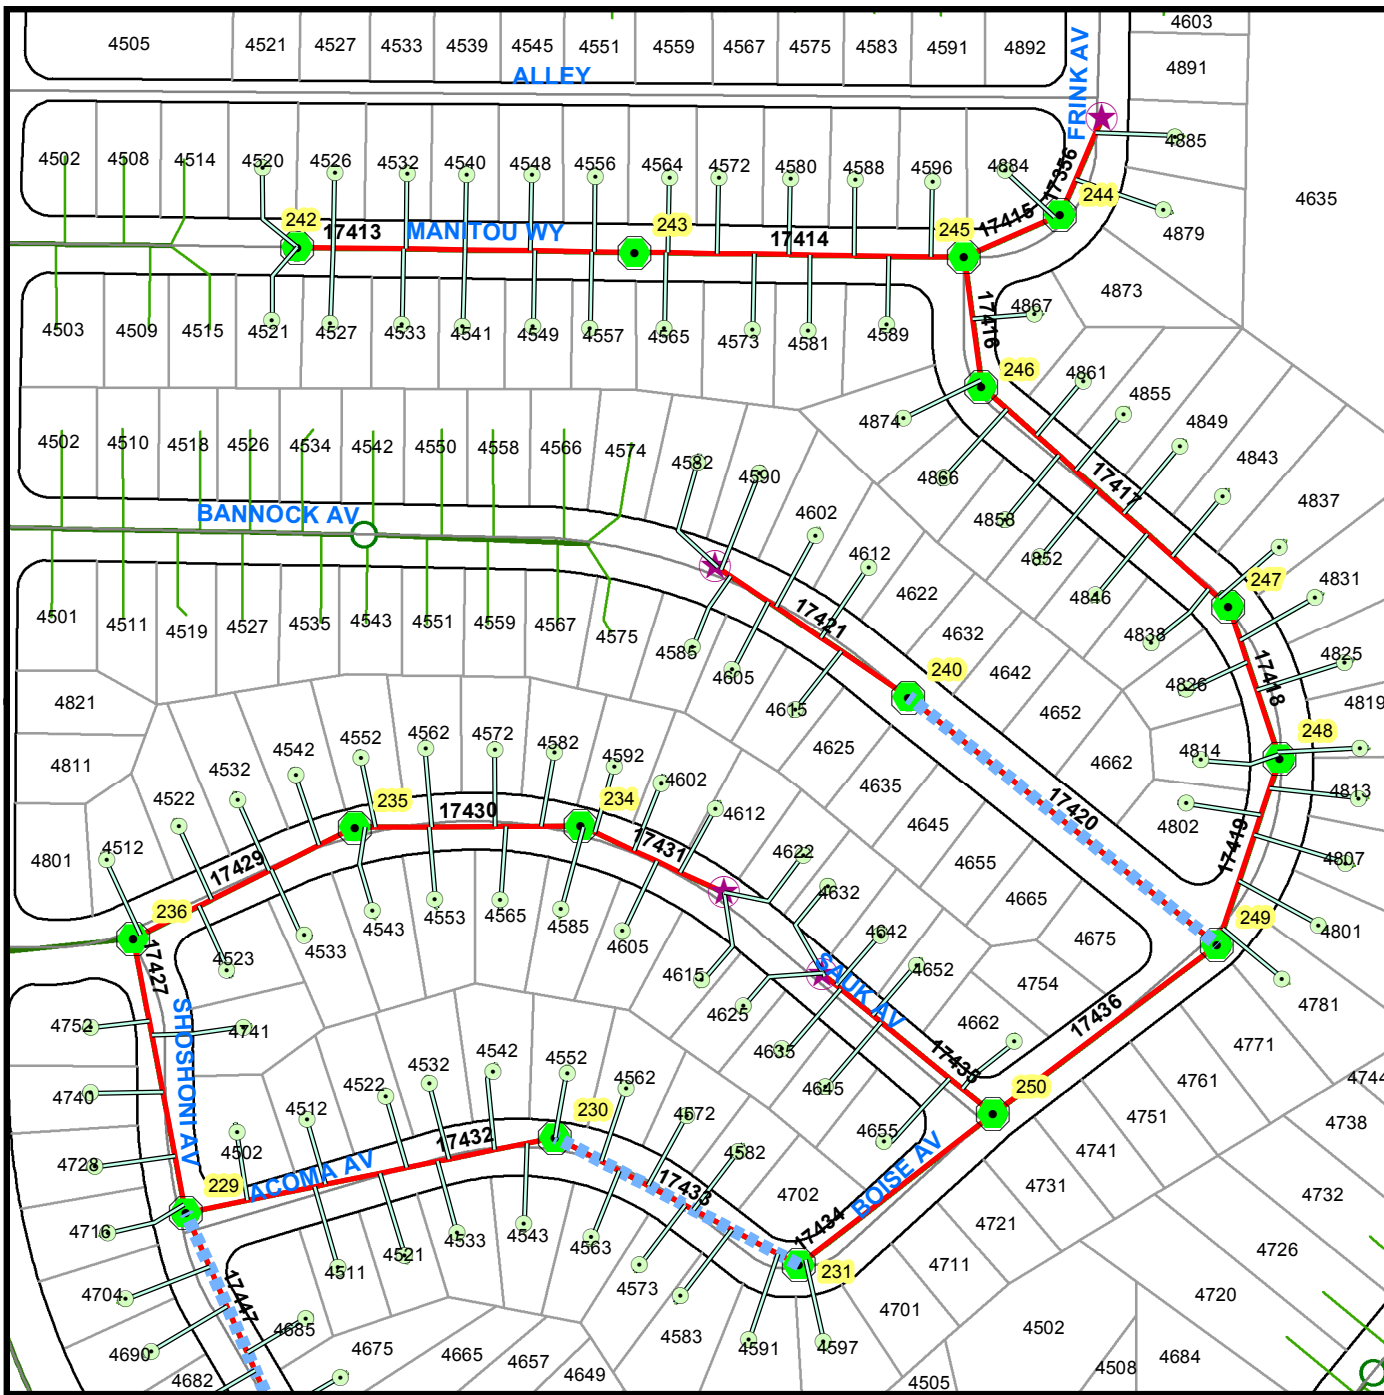 4505 4521 4527 4533 4539 4545 4551 4559 4567 4575 4583 4591 4892 4603
4891
ALLEY
FRINK AV
4502 4508 4514 4520 4526 4532 4540 4548 4556 4564 4572 4580 4588 4596 4884 17356 4885
244
4635
242 17413 MANITOU WY 243 17414 245 17415 4879
4503 4509 4515 4521 4527 4533 4541 4549 4557 4565 4573 4581 4589 17416 4867 4873
246 4861
4855
4874 4849
4502 4510 4518 4526 4534 4542 4550 4558 4566 4574 4582 4590 4866 17417 4843
4837
BANNOCK AV 4602 4858
4612 4852
4622 4846 247 4831
4501 4511 4519 4527 4535 4543 4551 4559 4567 4575 4585 17421 4632 4838
4605 240 4642 4826 17418 4825
4821 4615 4652 4819
4811 4532 4542 4552 4562 4572 4582 4592 4625 4662 4814 248
4522 4602 4635 4813
235 17430 234 4612 4645 17420 4802
4801 4512 17429 17431 4622 4655 17419 4807
236 4543 4553 4565 4585 4632 4665
4523 4533 4605 4642 4675 249 4801
17427 4615 SAUK AV 4652 4754 4781
4752 SHOSHONI AV 4741 4625 4662 17436 4771
4740 4522 4532 4542 4552 4562 4635 17435 250 4761 4744
4512 230 4572 4645 4751 4738
4728 4502 17432 4582 4655 4741
229 ACOMA AV 17433 4702 BOISE AV 4731 4732
4716 4533 4543 4563 17434 4721 4726
4704 17447 4511 4521 4573 231 4711 4720
4690 4685 4675 4665 4657 4583 4591 4597 4701 4502 4684
4682 4649 4505 4508